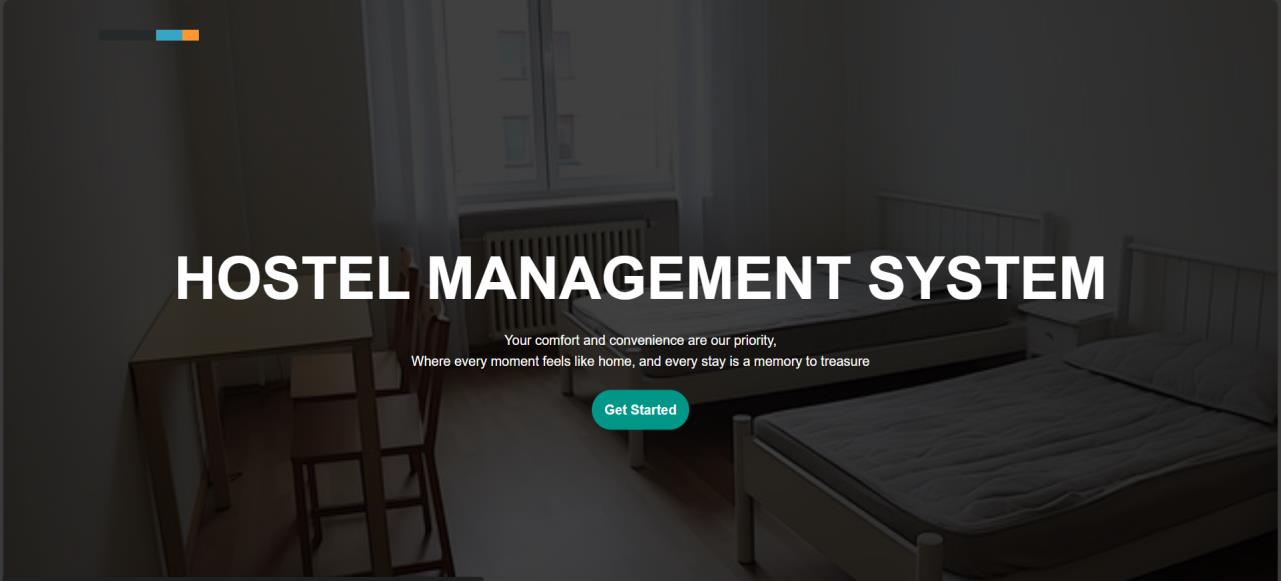 HOSTEL MANAGEMENT SYSTEM
Your comfort and convenience are our priority,
Where every moment feels like home, and every stay is a memory to treasure
Get Started